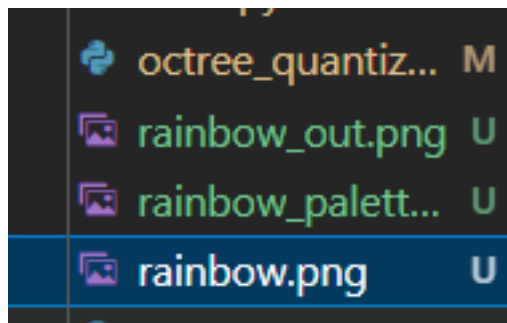 octree_quantiz... M
rainbow_out.png U
rainbow_palett... U
rainbow.png U